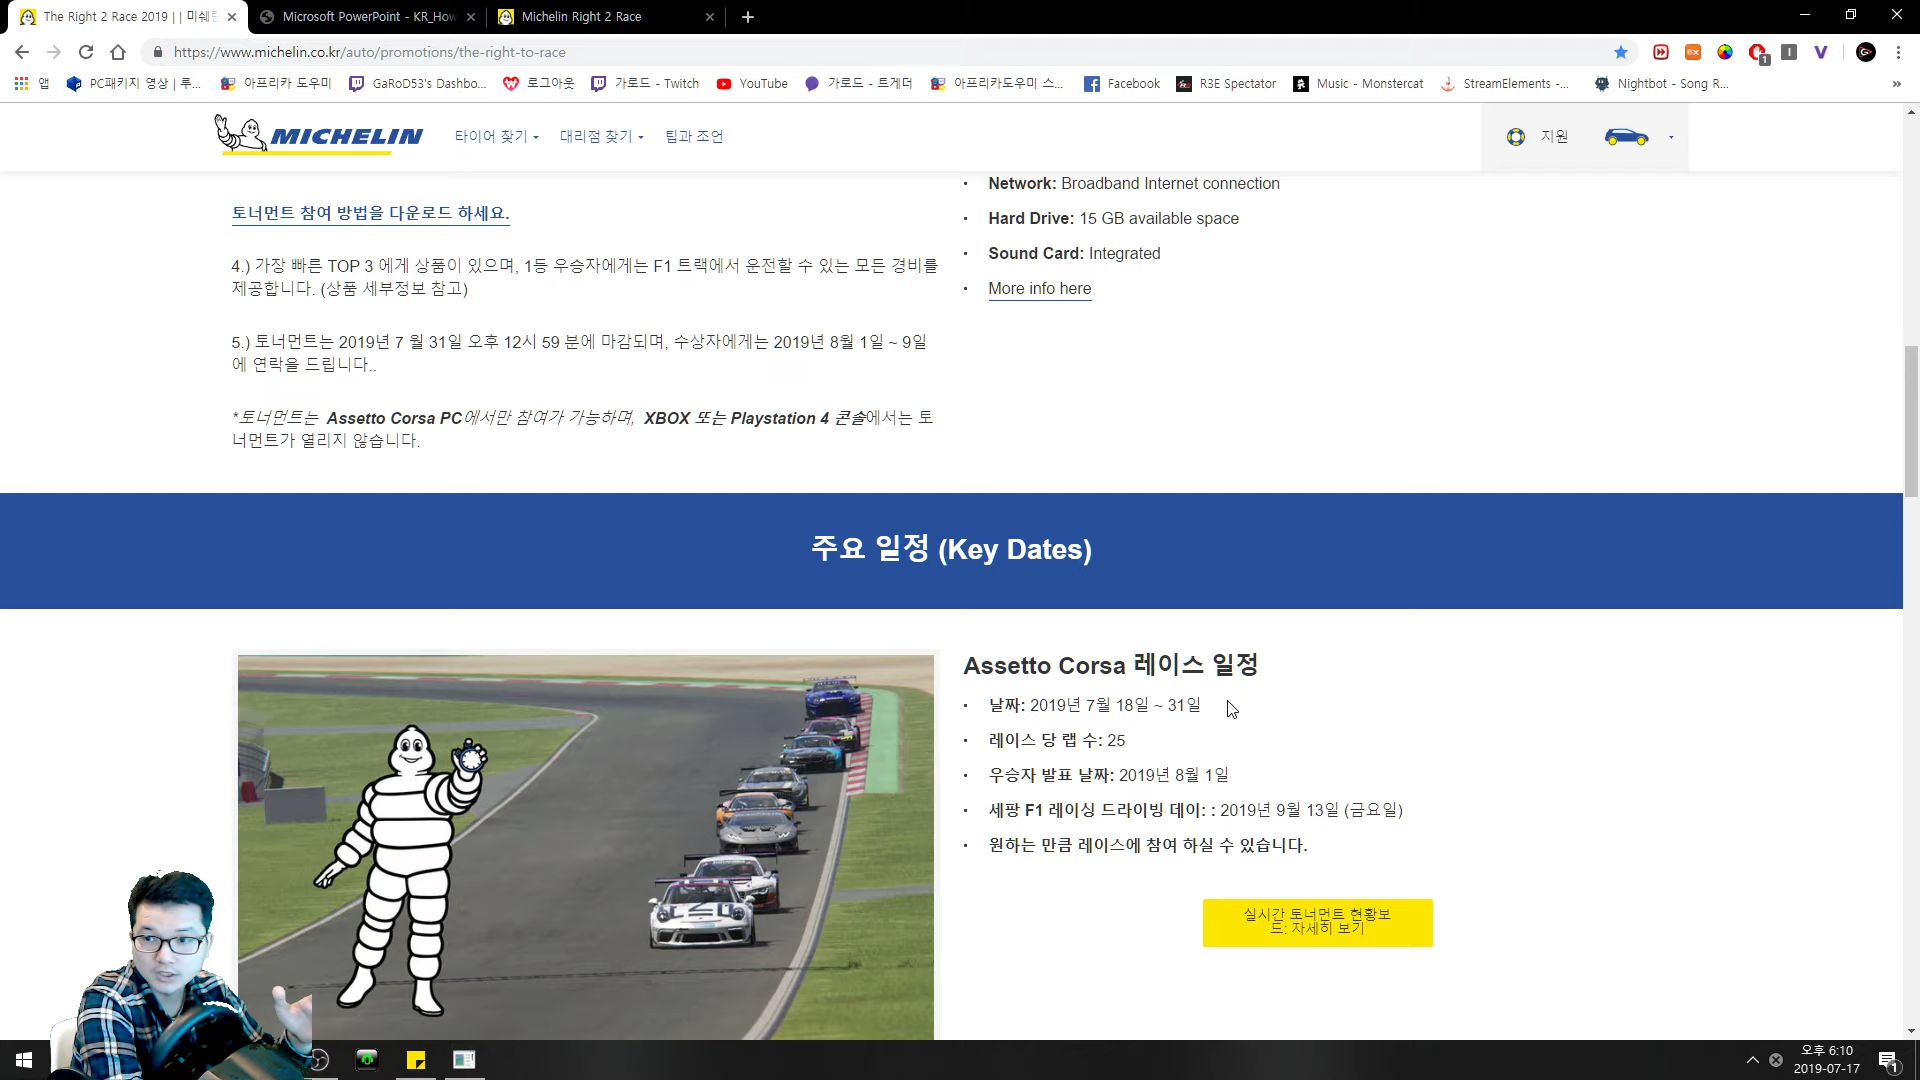 The Right 2 Race 2019 | | 미쉐린
Microsoft PowerPoint - KR_How
Michelin Right 2 Race
https://www.michelin.co.kr/auto/promotions/the-right-to-race
앱
PC패키지 영상 | 루...
아프리카 도우미
GaRoD53's Dashbo...
로그아웃
가로드 - Twitch
YouTube
가로드 - 트게더
아프리카도우미 스...
Facebook
R3E Spectator
Music - Monstercat
StreamElements -...
Nightbot - Song R...
MICHELIN
타이어 찾기
대리점 찾기
팁과 조언
지원
토너먼트 참여 방법을 다운로드 하세요.
4.) 가장 빠른 TOP 3 에게 상품이 있으며, 1등 우승자에게는 F1 트랙에서 운전할 수 있는 모든 경비를
제공합니다. (상품 세부정보 참고)
5.) 토너먼트는 2019년 7 월 31일 오후 12시 59 분에 마감되며, 수상자에게는 2019년 8월 1일 ~ 9일
에 연락을 드립니다..
*토너먼트는 Assetto Corsa PC에서만 참여가 가능하며, XBOX 또는 Playstation 4 콘솔에서는 토
너먼트가 열리지 않습니다.
• Network: Broadband Internet connection
• Hard Drive: 15 GB available space
• Sound Card: Integrated
• More info here
주요 일정 (Key Dates)
Assetto Corsa 레이스 일정
• 날짜: 2019년 7월 18일 ~ 31일
• 레이스 당 랩 수: 25
• 우승자 발표 날짜: 2019년 8월 1일
• 세팡 F1 레이싱 드라이빙 데이: : 2019년 9월 13일 (금요일)
• 원하는 만큼 레이스에 참여 하실 수 있습니다.
실시간 토너먼트 현황보
드: 자세히 보기
오후 6:10
2019-07-17
1